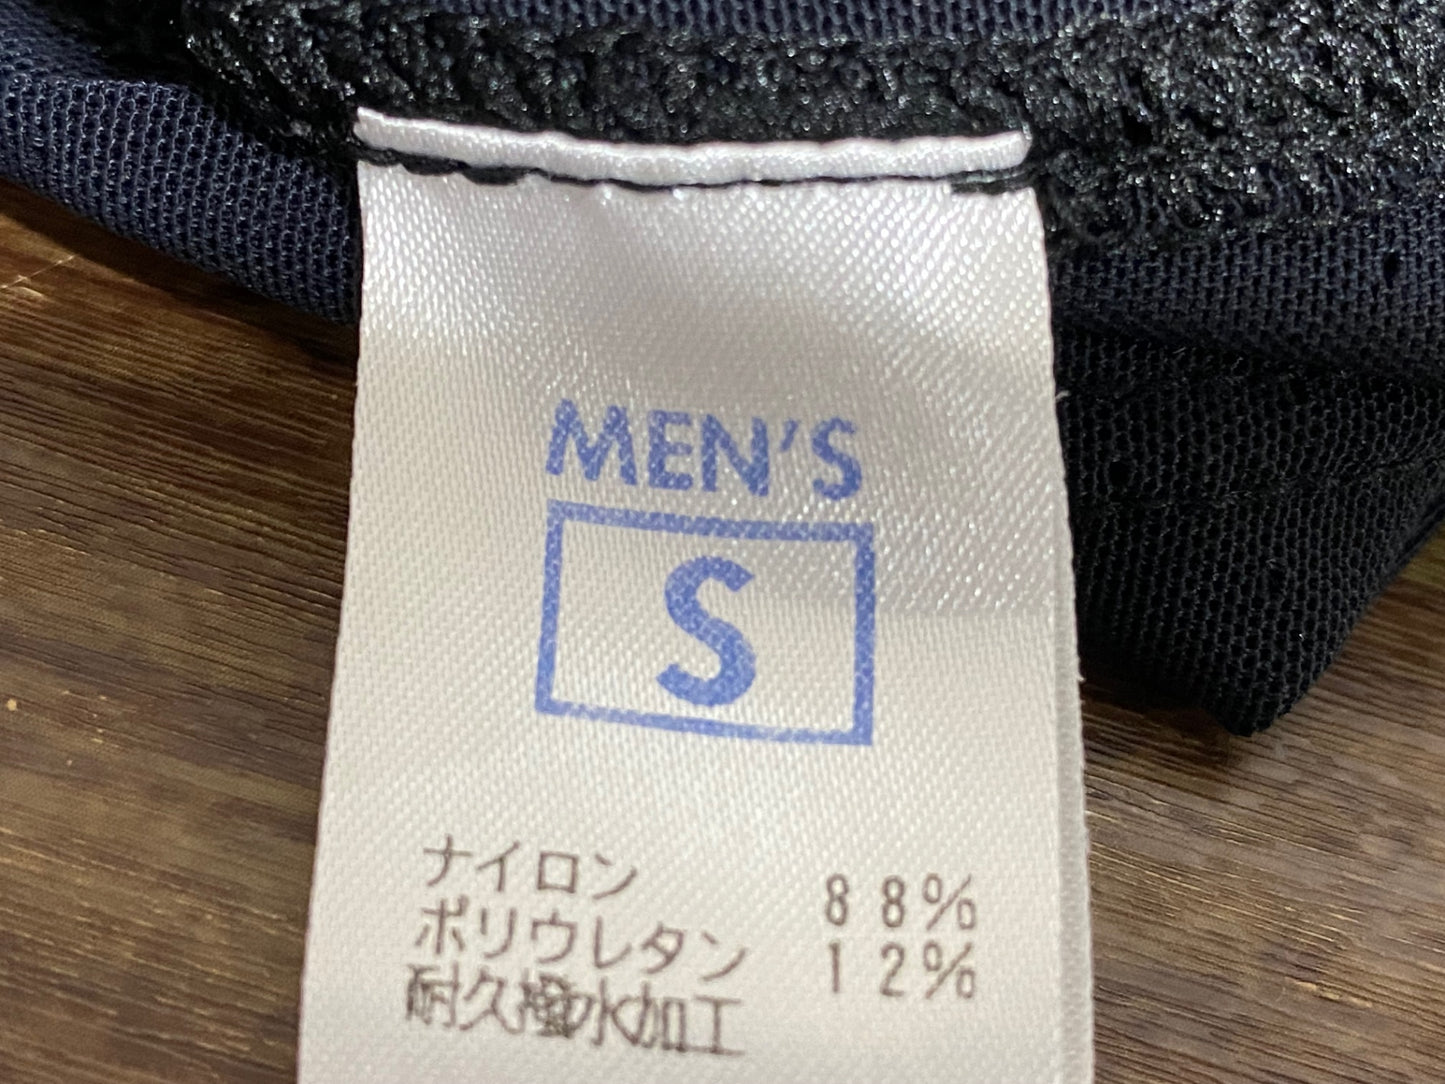 MEN'S
S
ナイロン 88%
ポリウレタン 12%
耐久撥水加工